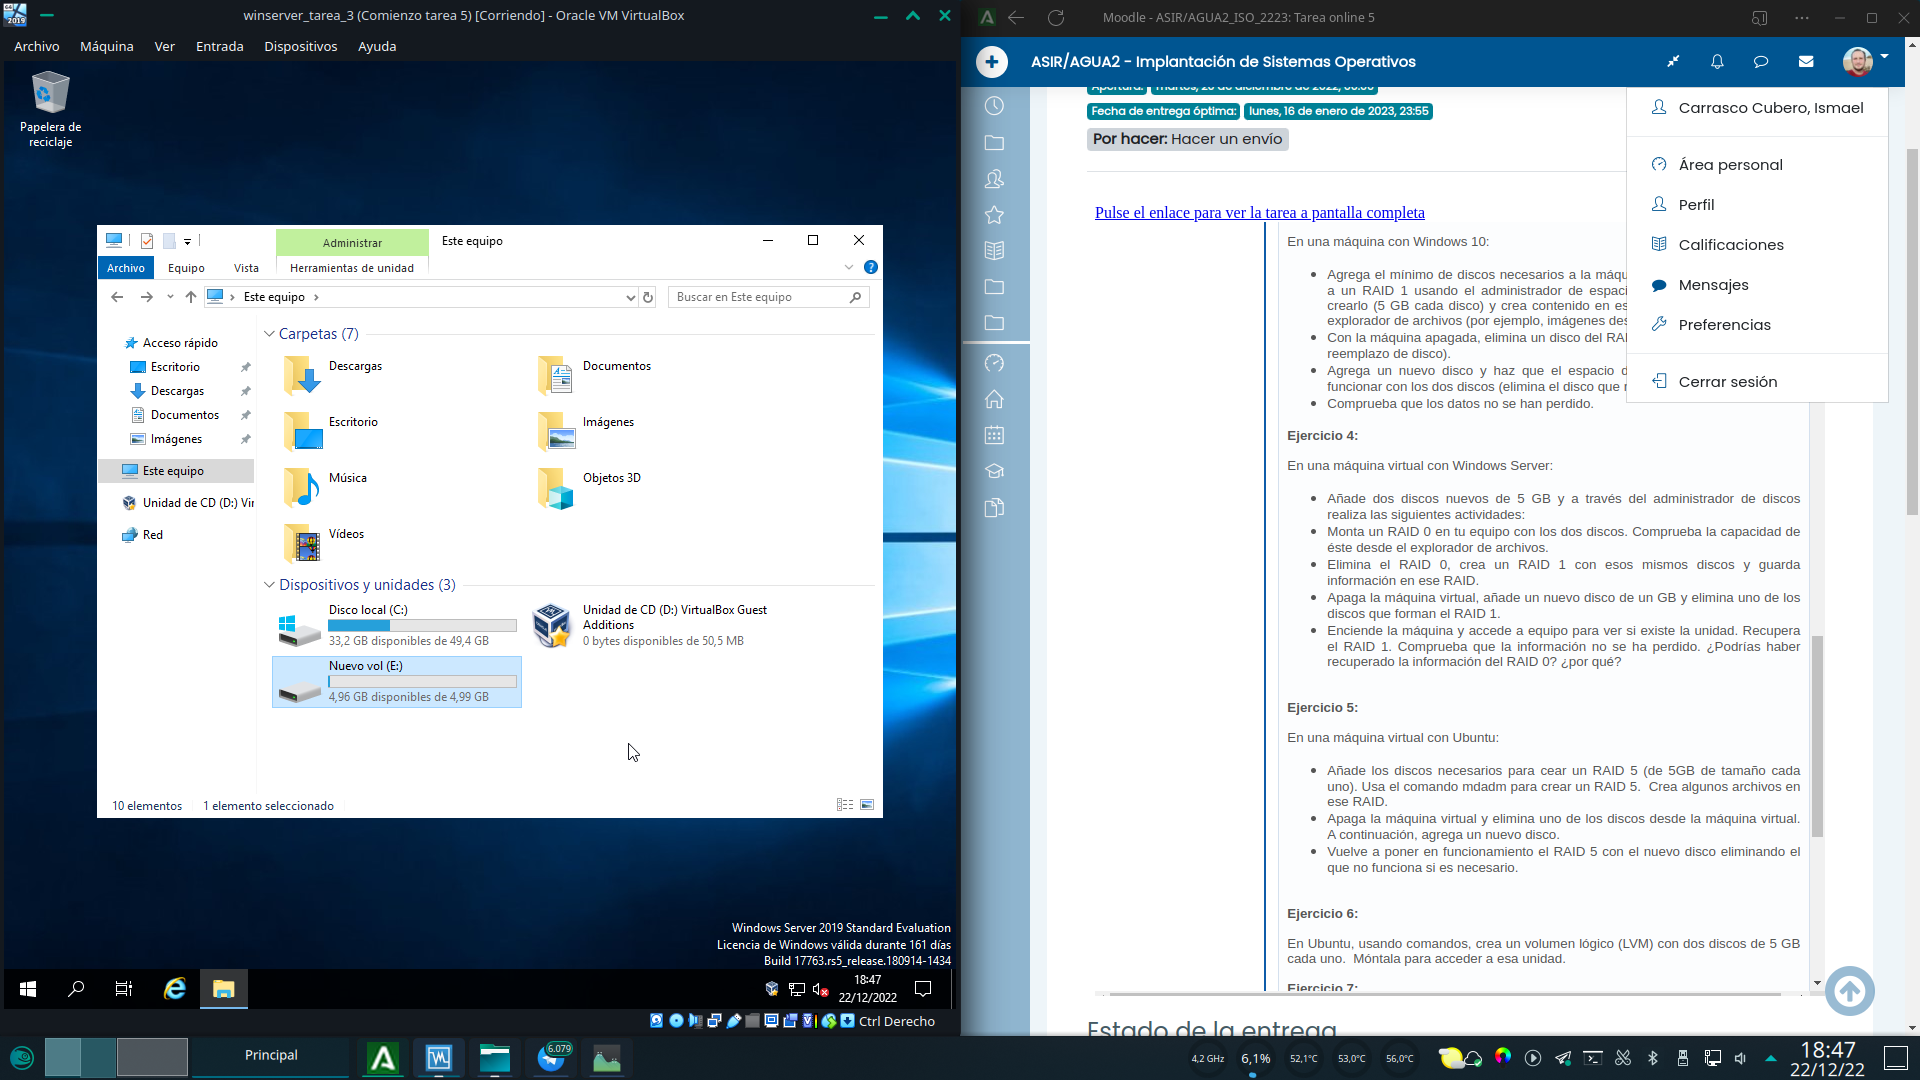 winserver_tarea_3 (Comienzo tarea 5) [Corriendo] - Oracle VM VirtualBox
Archivo Máquina Ver Entrada Dispositivos Ayuda
Papelera de reciclaje
Administrar
Este equipo
Archivo Equipo Vista Herramientas de unidad
Este equipo
Buscar en Este equipo
Acceso rápido
Escritorio
Descargas
Documentos
Imágenes
Este equipo
Unidad de CD (D:) Vir
Red
Carpetas (7)
Descargas
Documentos
Escritorio
Imágenes
Música
Objetos 3D
Vídeos
Dispositivos y unidades (3)
Disco local (C:)
33,2 GB disponibles de 49,4 GB
Unidad de CD (D:) VirtualBox Guest
Additions
0 bytes disponibles de 50,5 MB
Nuevo vol (E:)
4,96 GB disponibles de 4,99 GB
10 elementos 1 elemento seleccionado
Windows Server 2019 Standard Evaluation
Licencia de Windows válida durante 161 días
Build 17763.rs5_release.180914-1434
18:47
22/12/2022
Ctrl Derecho
Moodle - ASIR/AGUA2_ISO_2223: Tarea online 5
ASIR/AGUA2 - Implantación de Sistemas Operativos
Fecha de entrega óptima: lunes, 16 de enero de 2023, 23:55
Por hacer: Hacer un envío
Pulse el enlace para ver la tarea a pantalla completa
Carrasco Cubero, Ismael
Área personal
Perfil
Calificaciones
Mensajes
Preferencias
Cerrar sesión
En una máquina con Windows 10:
Agrega el mínimo de discos necesarios a la máqu
a un RAID 1 usando el administrador de espaci
crearlo (5 GB cada disco) y crea contenido en es
explorador de archivos (por ejemplo, imágenes des
Con la máquina apagada, elimina un disco del RAI
reemplazo de disco).
Agrega un nuevo disco y haz que el espacio d
funcionar con los dos discos (elimina el disco que n
Comprueba que los datos no se han perdido.
Ejercicio 4:
En una máquina virtual con Windows Server:
Añade dos discos nuevos de 5 GB y a través del administrador de discos
realiza las siguientes actividades:
Monta un RAID 0 en tu equipo con los dos discos. Comprueba la capacidad de
éste desde el explorador de archivos.
Elimina el RAID 0, crea un RAID 1 con esos mismos discos y guarda
información en ese RAID.
Apaga la máquina virtual, añade un nuevo disco de un GB y elimina uno de los
discos que forman el RAID 1.
Enciende la máquina y accede a equipo para ver si existe la unidad. Recupera
el RAID 1. Comprueba que la información no se ha perdido. ¿Podrías haber
recuperado la información del RAID 0? ¿por qué?
Ejercicio 5:
En una máquina virtual con Ubuntu:
Añade los discos necesarios para cear un RAID 5 (de 5GB de tamaño cada
uno). Usa el comando mdadm para crear un RAID 5. Crea algunos archivos en
ese RAID.
Apaga la máquina virtual y elimina uno de los discos desde la máquina virtual.
A continuación, agrega un nuevo disco.
Vuelve a poner en funcionamiento el RAID 5 con el nuevo disco eliminando el
que no funciona si es necesario.
Ejercicio 6:
En Ubuntu, usando comandos, crea un volumen lógico (LVM) con dos discos de 5 GB
cada uno. Móntala para acceder a esa unidad.
Ejercicio 7:
Estado de la entrega
Principal
6.079
4,2 GHz 6,1% 52,1°C 53,0°C 56,0°C
18:47
22/12/22